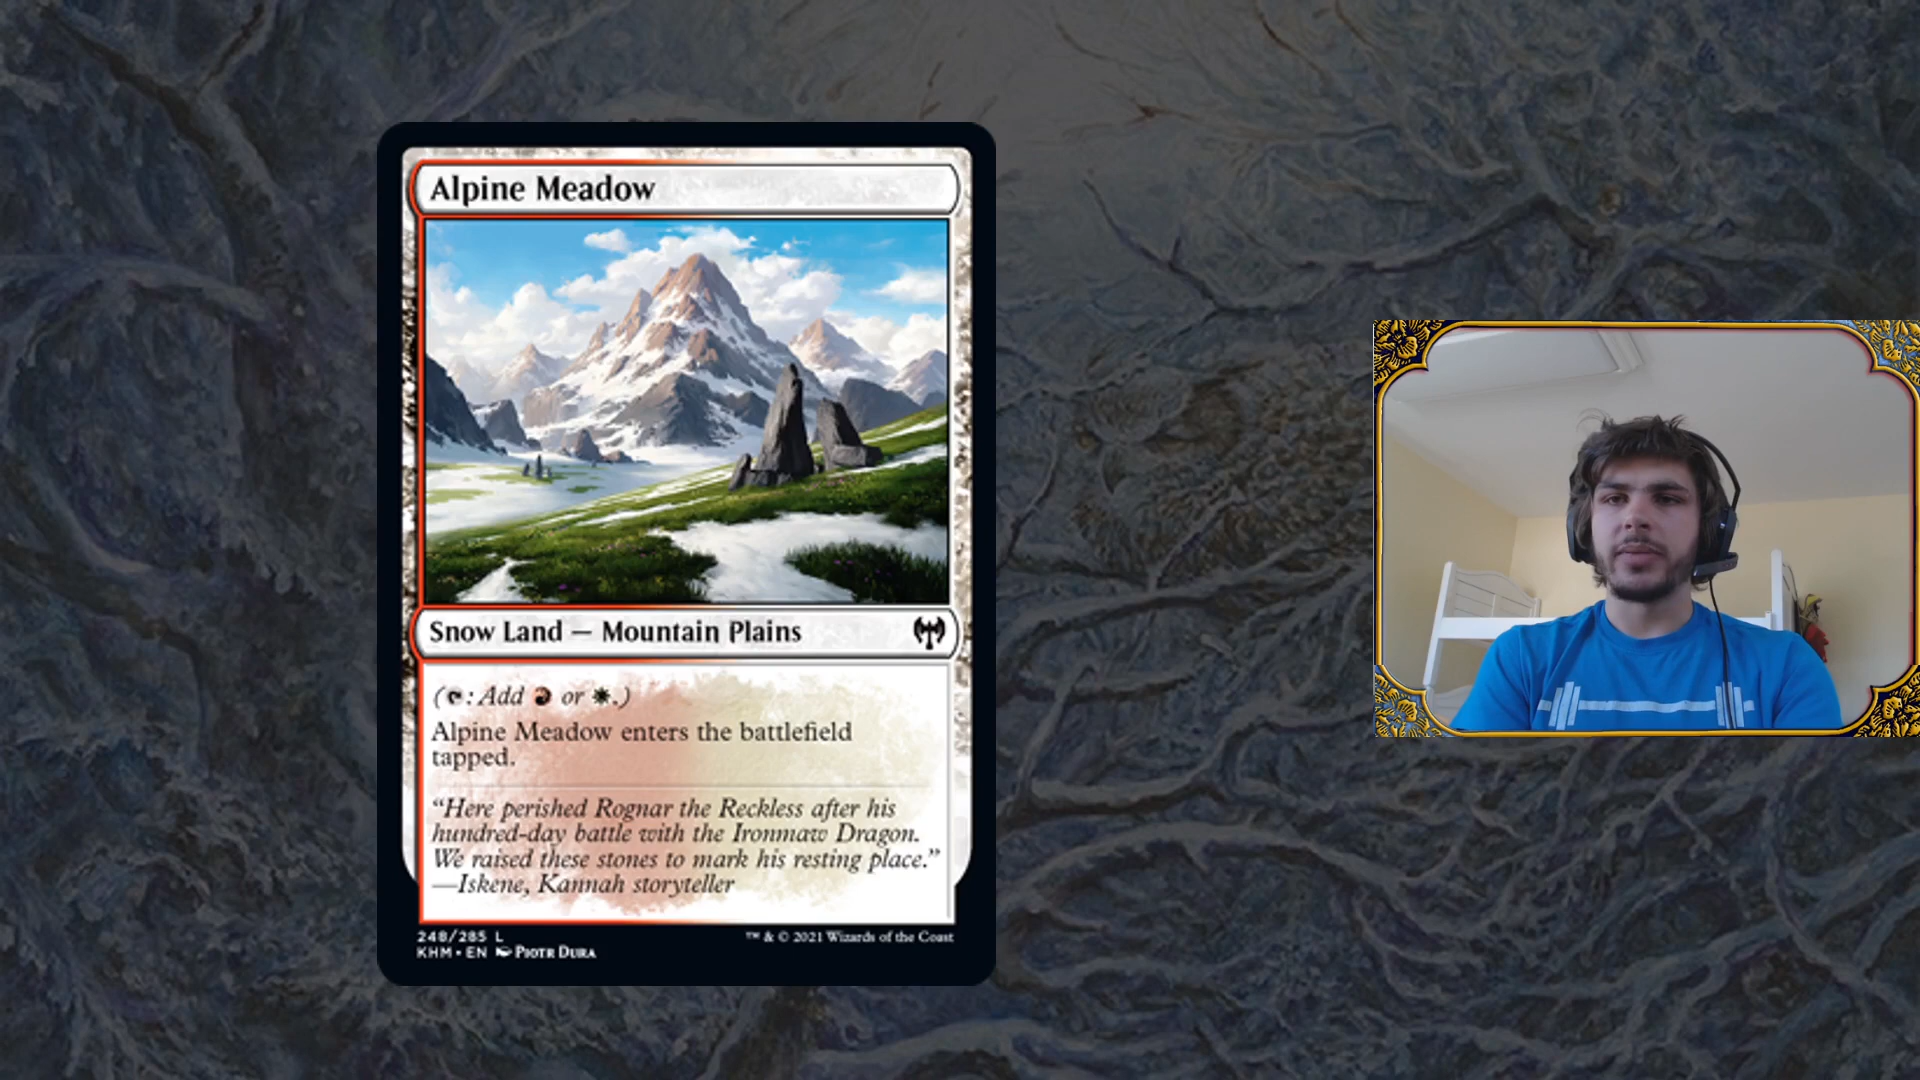 Alpine Meadow
Snow Land — Mountain Plains
(: Add or .)
Alpine Meadow enters the battlefield
tapped.
“Here perished Rognar the Reckless after his
hundred-day battle with the Ironmaw Dragon.
We raised these stones to mark his resting place.”
—Iskene, Kannah storyteller
248/285 L
™ & © 2021 Wizards of the Coast
KHM • EN Piotr Dura